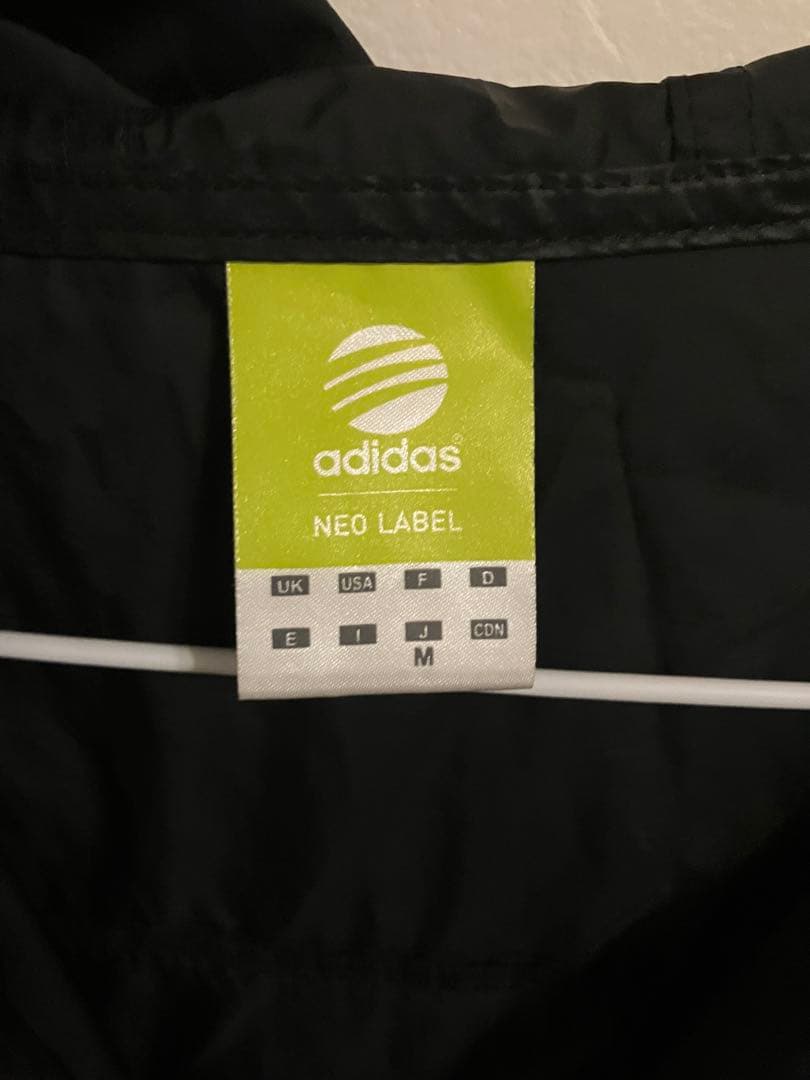 adidas®
NEO LABEL
UK USA F D
E I J CDN
M